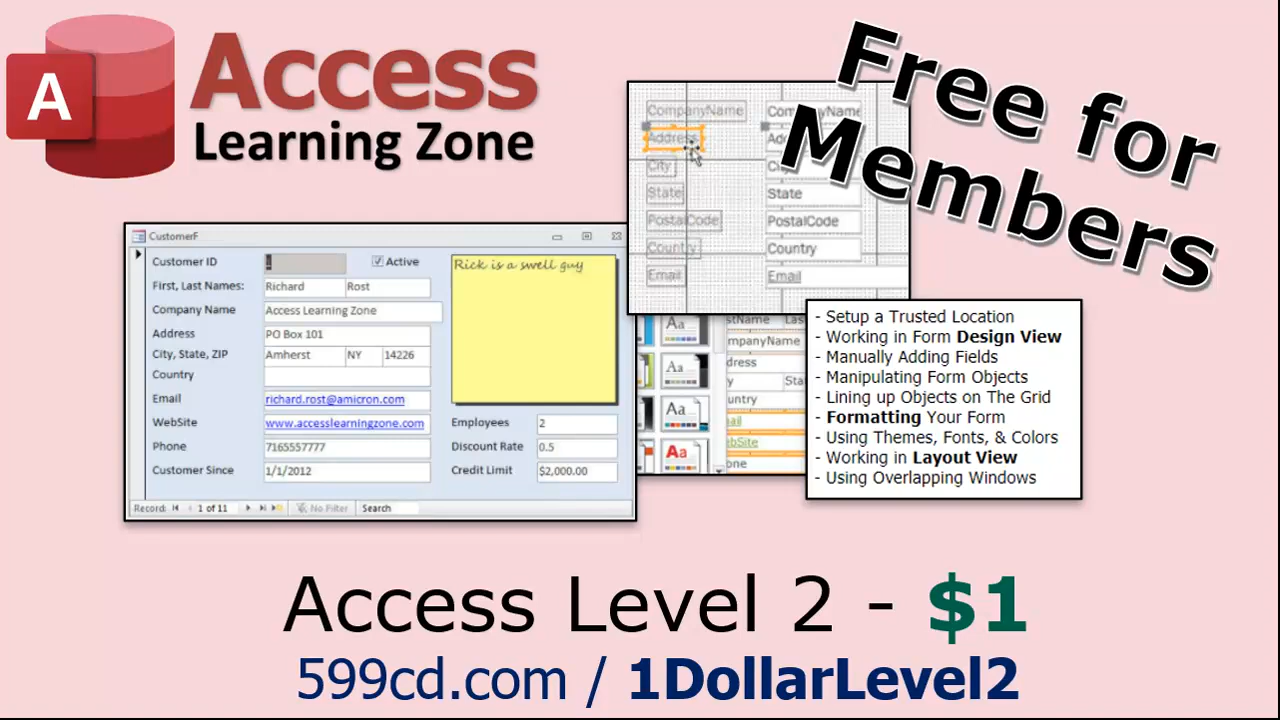 A
Access
Learning Zone
Free for
Members
CompanyName CompanyName
Address
City
State State
PostalCode PostalCode
Country Country
Email Email
CustomerF
Customer ID
Active
Rick is a swell guy
First, Last Names: Richard Rost
Company Name Access Learning Zone
Address PO Box 101
City, State, ZIP Amherst NY 14226
Country
Email richard.rost@amicron.com
WebSite www.accesslearningzone.com
Phone 7165557777
Customer Since 1/1/2012
Employees 2
Discount Rate 0.5
Credit Limit $2,000.00
Record: 1 of 11 No Filter Search
Aa
Aa
Aa
Aa
- Setup a Trusted Location
- Working in Form Design View
- Manually Adding Fields
- Manipulating Form Objects
- Lining up Objects on The Grid
- Formatting Your Form
- Using Themes, Fonts, & Colors
- Working in Layout View
- Using Overlapping Windows
Access Level 2 - $1
599cd.com / 1DollarLevel2